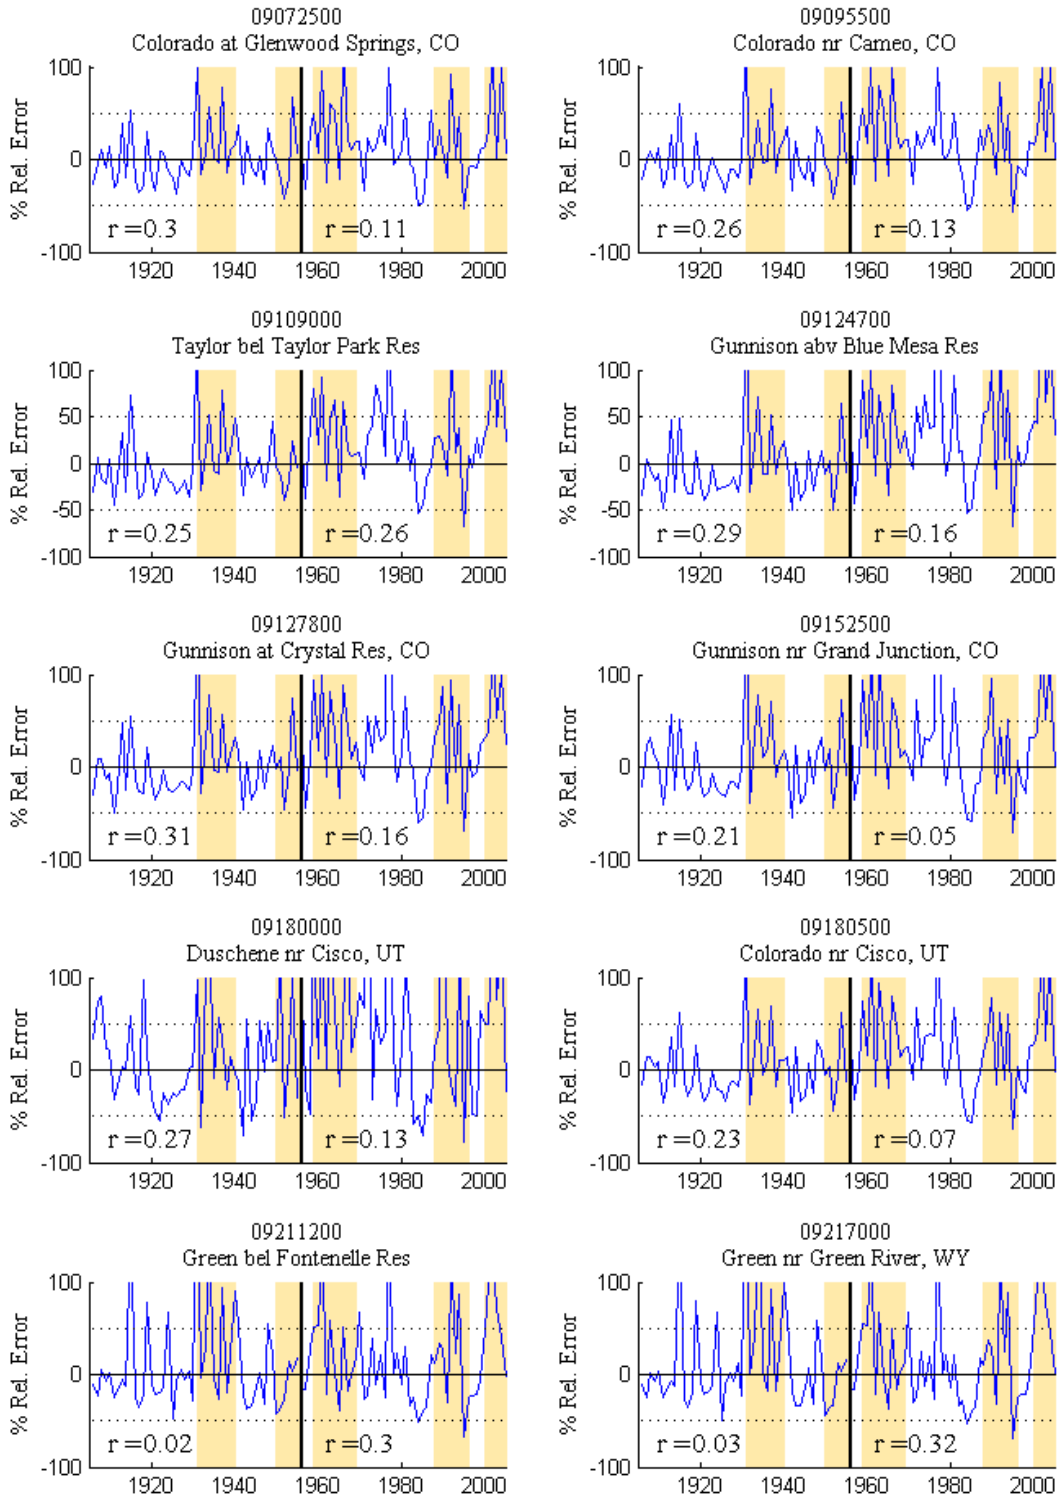 09072500
Colorado at Glenwood Springs, CO
% Rel. Error
100
0
-100
r=0.3
r=0.11
1920
1940
1960
1980
2000
09095500
Colorado nr Cameo, CO
% Rel. Error
100
0
-100
r=0.26
r=0.13
1920
1940
1960
1980
2000
09109000
Taylor bel Taylor Park Res
% Rel. Error
100
50
0
-50
-100
r=0.25
r=0.26
1920
1940
1960
1980
2000
09124700
Gunnison abv Blue Mesa Res
% Rel. Error
100
0
-100
r=0.29
r=0.16
1920
1940
1960
1980
2000
09127800
Gunnison at Crystal Res, CO
% Rel. Error
100
0
-100
r=0.31
r=0.16
1920
1940
1960
1980
2000
09152500
Gunnison nr Grand Junction, CO
% Rel. Error
100
0
-100
r=0.21
r=0.05
1920
1940
1960
1980
2000
09180000
Duschene nr Cisco, UT
% Rel. Error
100
0
-100
r=0.27
r=0.13
1920
1940
1960
1980
2000
09180500
Colorado nr Cisco, UT
% Rel. Error
100
0
-100
r=0.23
r=0.07
1920
1940
1960
1980
2000
09211200
Green bel Fontenelle Res
% Rel. Error
100
0
-100
r=0.02
r=0.3
1920
1940
1960
1980
2000
09217000
Green nr Green River, WY
% Rel. Error
100
0
-100
r=0.03
r=0.32
1920
1940
1960
1980
2000